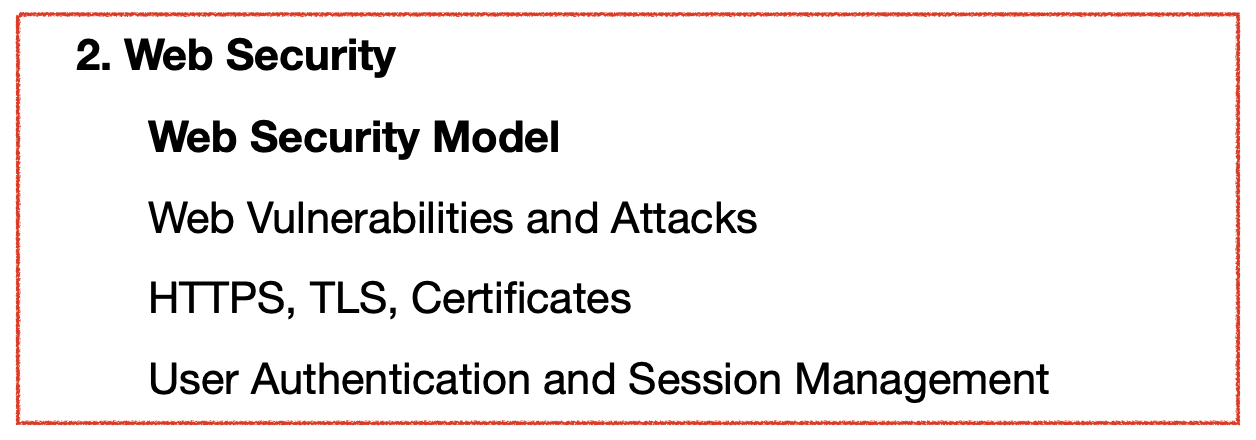 2. Web Security
Web Security Model
Web Vulnerabilities and Attacks
HTTPS, TLS, Certificates
User Authentication and Session Management